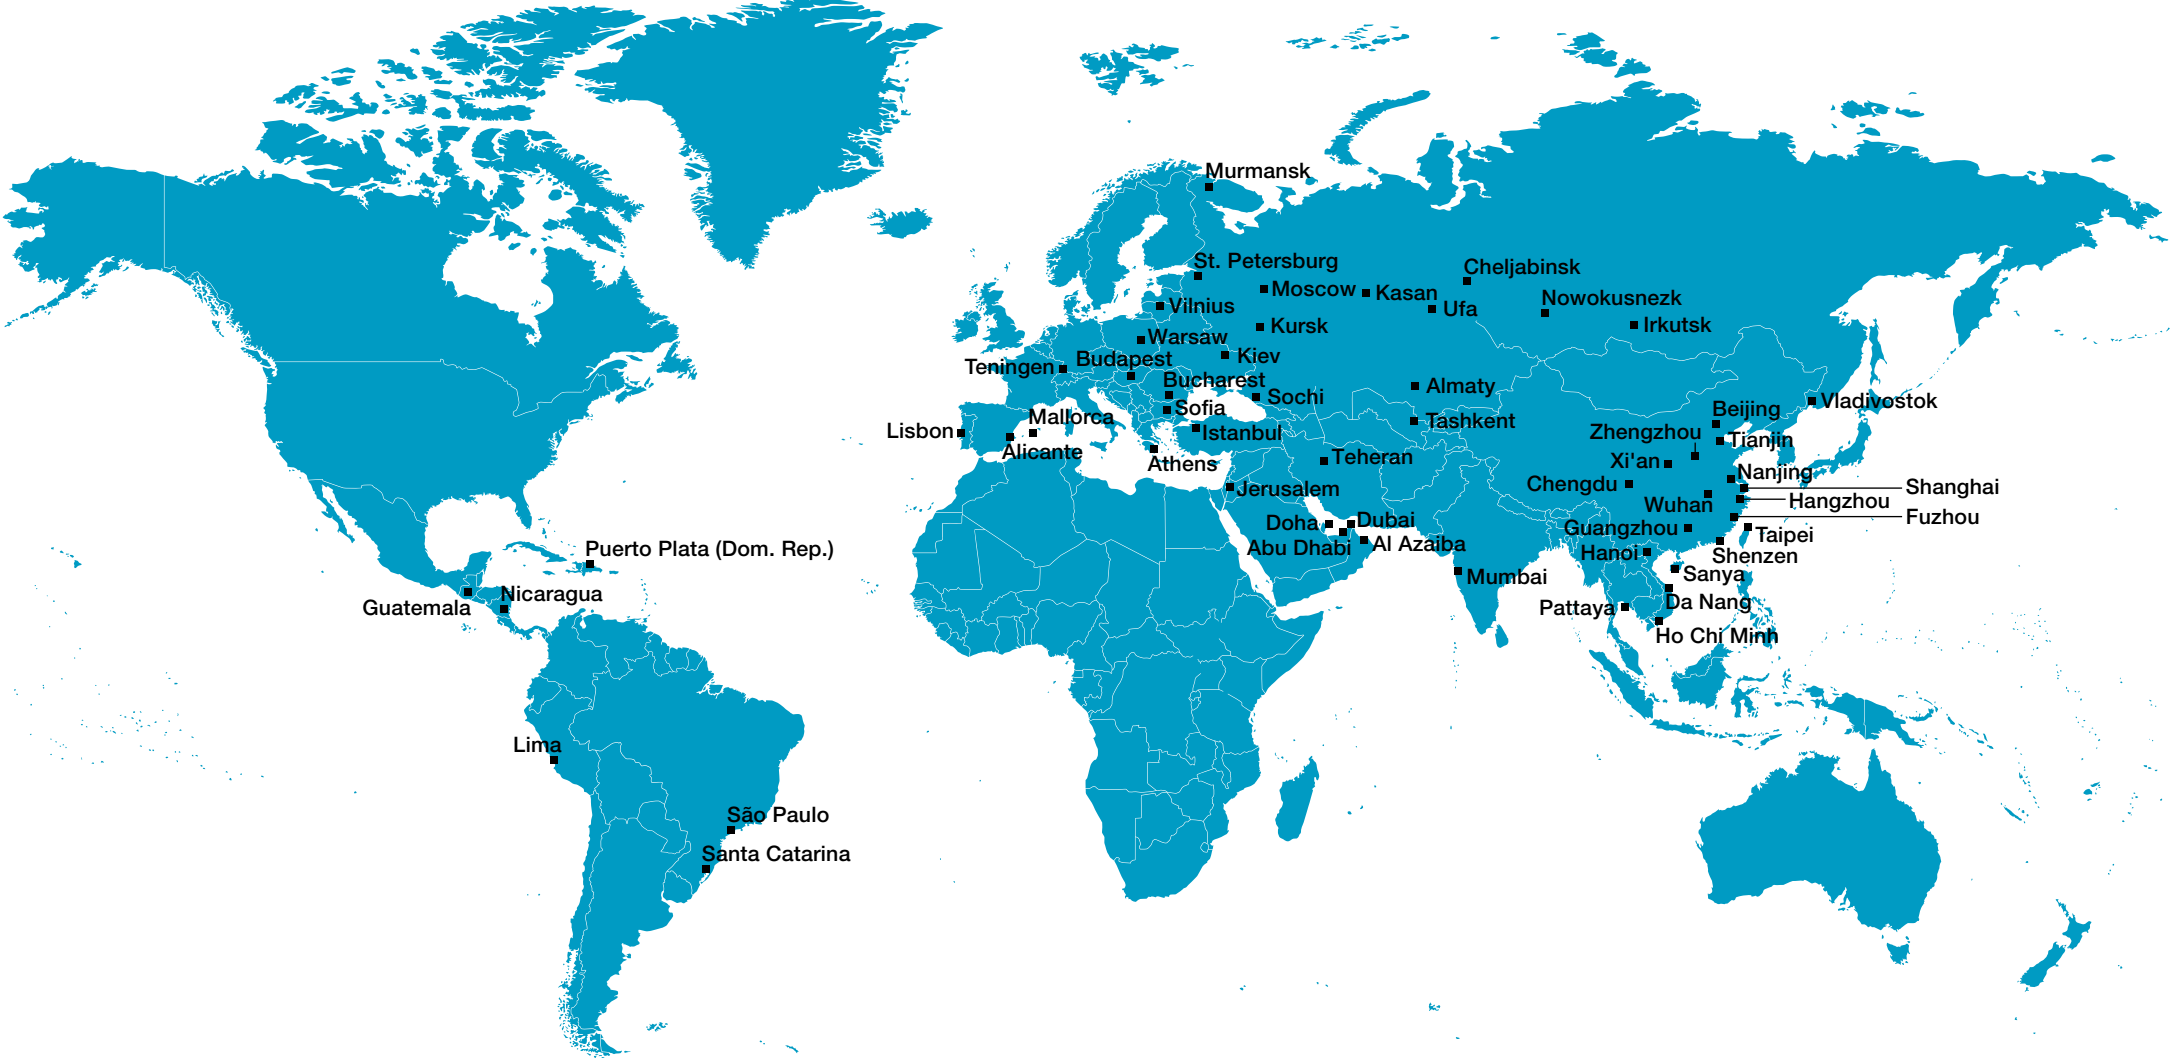 Murmansk
St. Petersburg
Cheljabinsk
Moscow
Kasan
Nowokusnezk
Vilnius
Ufa
Kursk
Irkutsk
Warsaw
Kiev
Budapest
Teningen
Bucharest
Almaty
Sochi
Vladivostok
Sofia
Beijing
Mallorca
Tashkent
Lisbon
Istanbul
Zhengzhou
Tianjin
Alicante
Athens
Teheran
Xi'an
Nanjing
Chengdu
Jerusalem
Shanghai
Hangzhou
Wuhan
Fuzhou
Doha
Dubai
Guangzhou
Taipei
Abu Dhabi
Al Azaiba
Hanoi
Shenzen
Puerto Plata (Dom. Rep.)
Mumbai
Sanya
Nicaragua
Guatemala
Pattaya
Da Nang
Ho Chi Minh
Lima
São Paulo
Santa Catarina